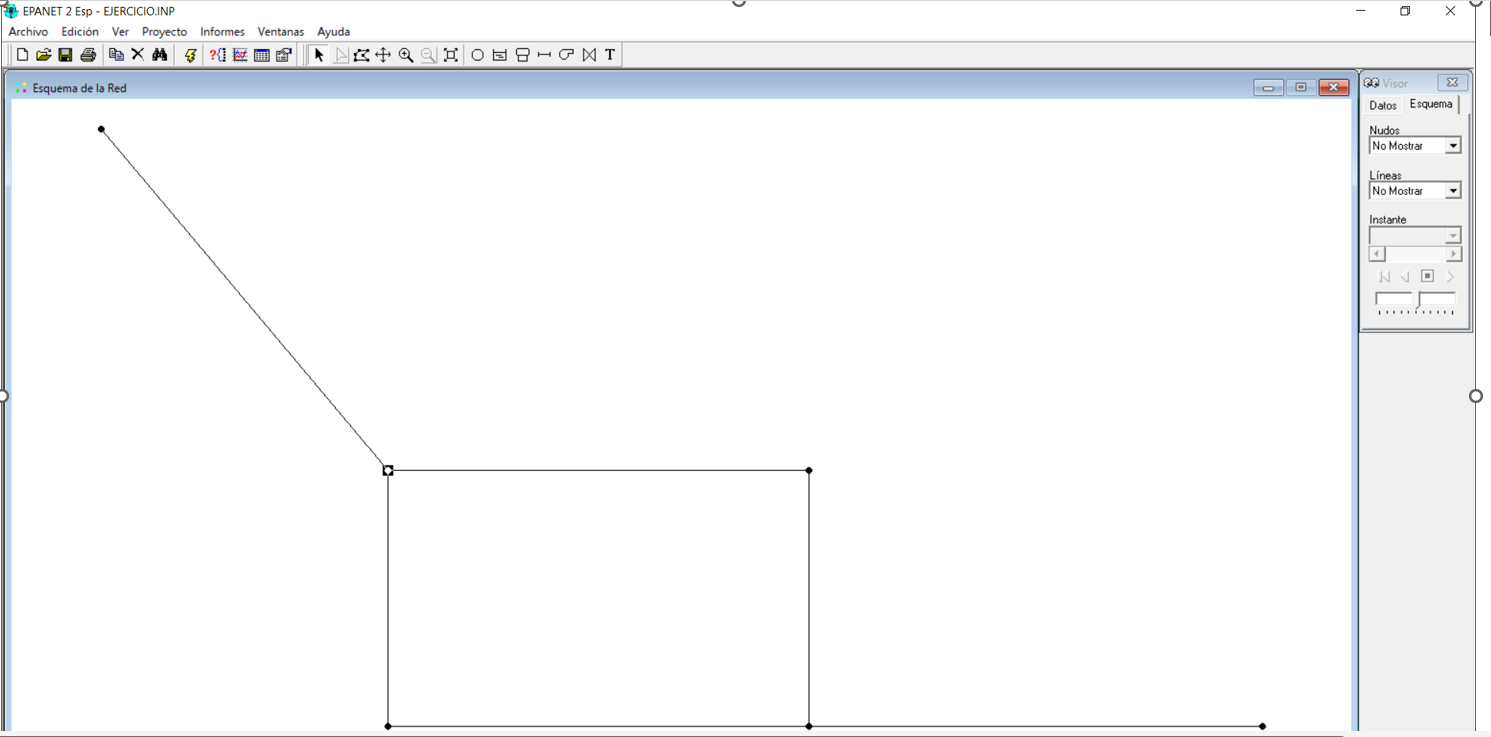 EPANET 2 Esp - EJERCICIO.INP
Archivo Edición Ver Proyecto Informes Ventanas Ayuda
T
Esquema de la Red
Visor
Datos Esquema
Nudos
No Mostrar
Líneas
No Mostrar
Instante